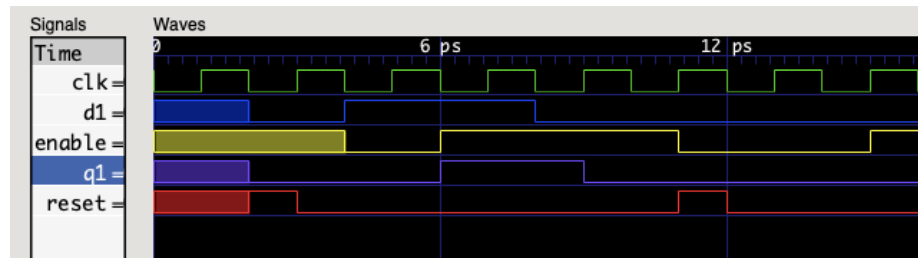 Signals
Waves
Time
0
6 ps
12 ps
clk=
d1=
enable=
q1=
reset=